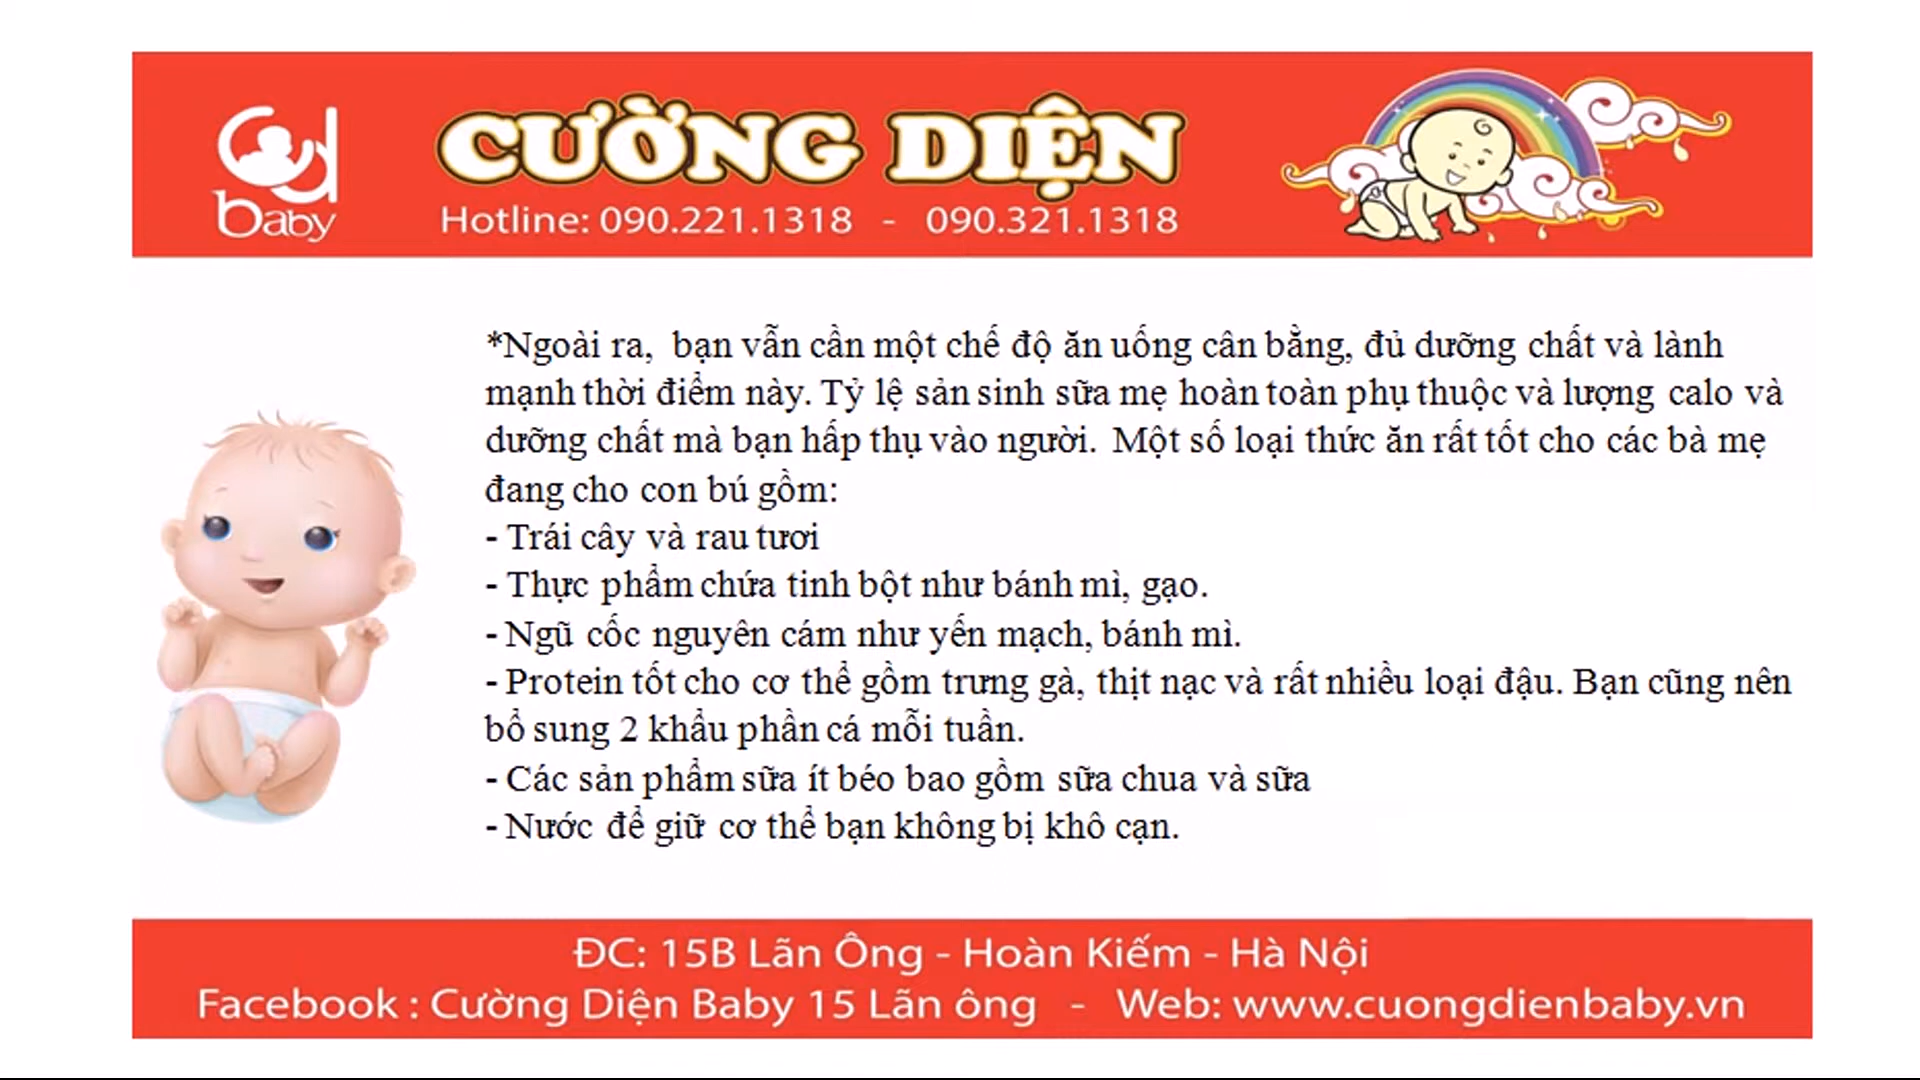 Cd baby
CƯỜNG DIỆN
Hotline: 090.221.1318 - 090.321.1318
*Ngoài ra, bạn vẫn cần một chế độ ăn uống cân bằng, đủ dưỡng chất và lành
mạnh thời điểm này. Tỷ lệ sản sinh sữa mẹ hoàn toàn phụ thuộc và lượng calo và
dưỡng chất mà bạn hấp thụ vào người. Một số loại thức ăn rất tốt cho các bà mẹ
đang cho con bú gồm:
- Trái cây và rau tươi
- Thực phẩm chứa tinh bột như bánh mì, gạo.
- Ngũ cốc nguyên cám như yến mạch, bánh mì.
- Protein tốt cho cơ thể gồm trưng gà, thịt nạc và rất nhiều loại đậu. Bạn cũng nên
bổ sung 2 khẩu phần cá mỗi tuần.
- Các sản phẩm sữa ít béo bao gồm sữa chua và sữa
- Nước để giữ cơ thể bạn không bị khô cạn.
ĐC: 15B Lãn Ông - Hoàn Kiếm - Hà Nội
Facebook : Cường Diện Baby 15 Lãn ông - Web: www.cuongdienbaby.vn